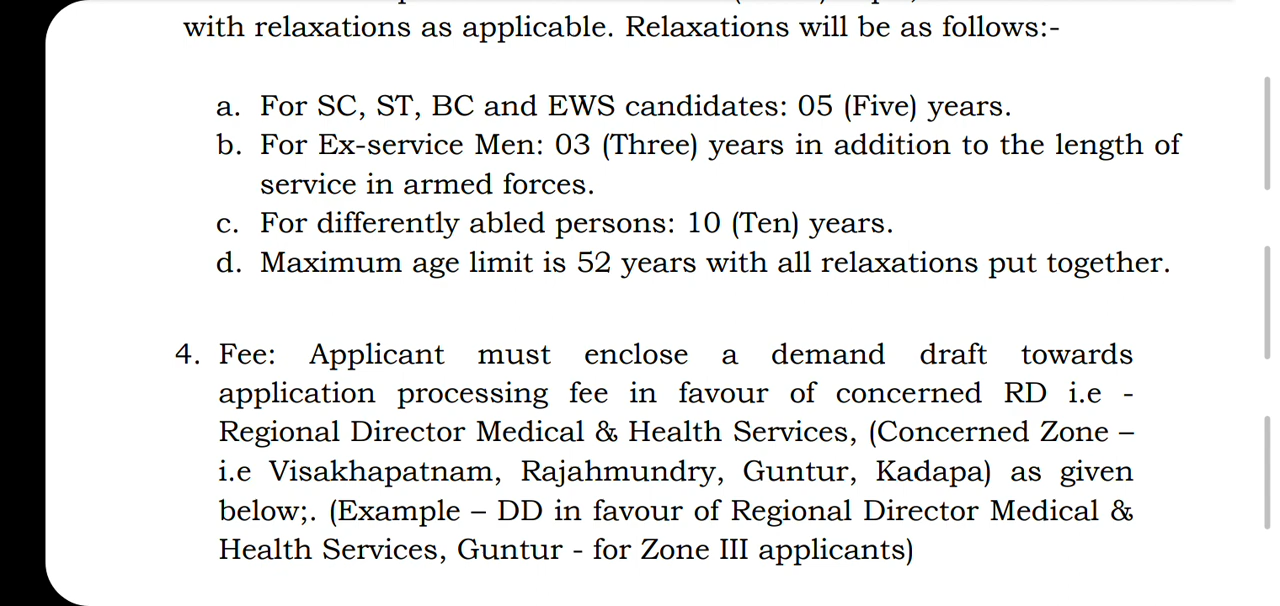 with relaxations as applicable. Relaxations will be as follows:-
a. For SC, ST, BC and EWS candidates: 05 (Five) years.
b. For Ex-service Men: 03 (Three) years in addition to the length of
service in armed forces.
c. For differently abled persons: 10 (Ten) years.
d. Maximum age limit is 52 years with all relaxations put together.
4. Fee: Applicant must enclose a demand draft towards
application processing fee in favour of concerned RD i.e -
Regional Director Medical & Health Services, (Concerned Zone –
i.e Visakhapatnam, Rajahmundry, Guntur, Kadapa) as given
below;. (Example – DD in favour of Regional Director Medical &
Health Services, Guntur - for Zone III applicants)